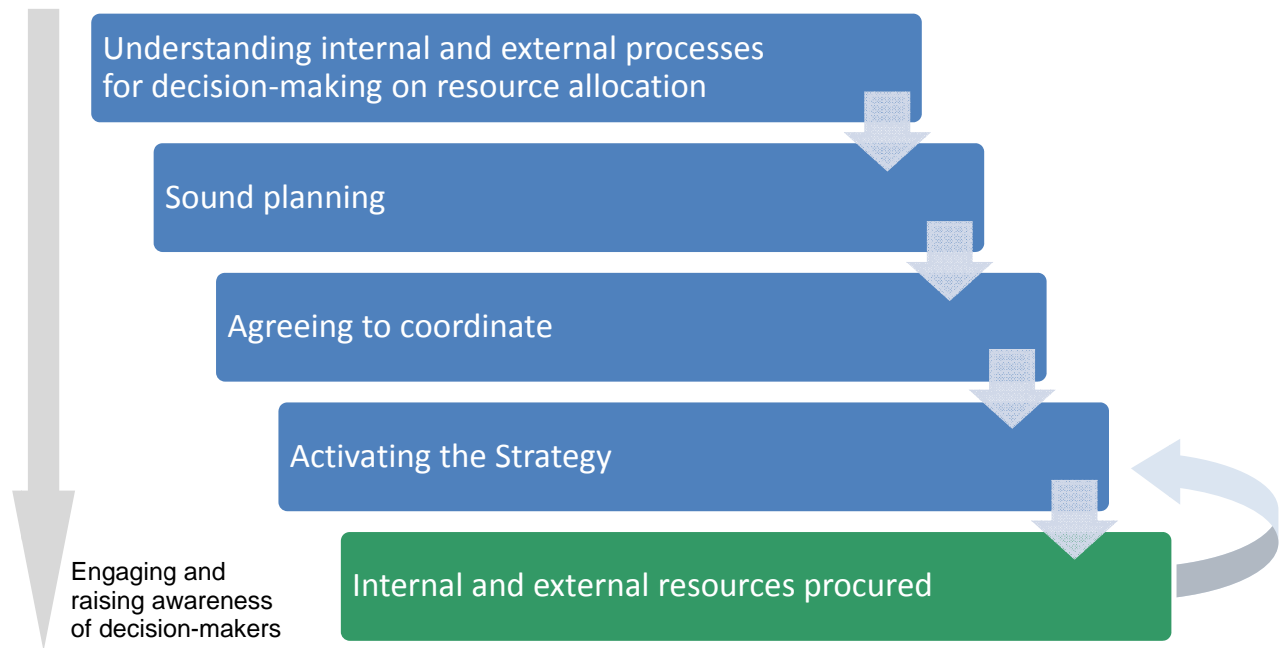 Understanding internal and external processes
for decision-making on resource allocation
Sound planning
Agreeing to coordinate
Activating the Strategy
Internal and external resources procured
Engaging and
raising awareness
of decision-makers